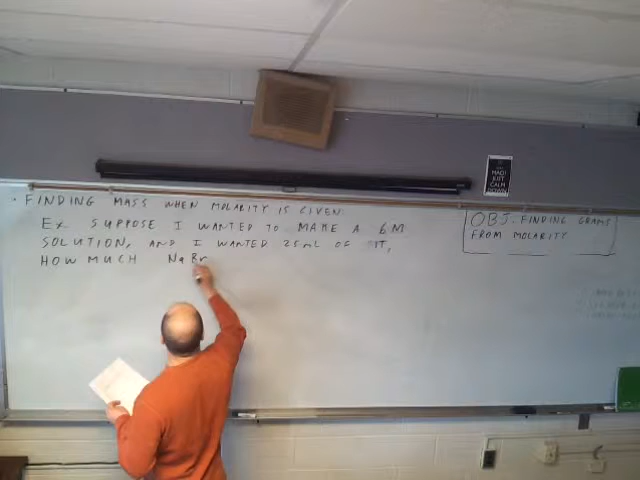 • FINDING MASS WHEN MOLARITY IS GIVEN:
Ex. SUPPOSE I WANTED TO MAKE A 6M
SOLUTION, AND I WANTED 25mL OF IT,
HOW MUCH NaBr
OBJ. FINDING GRAMS
FROM MOLARITY
CALM